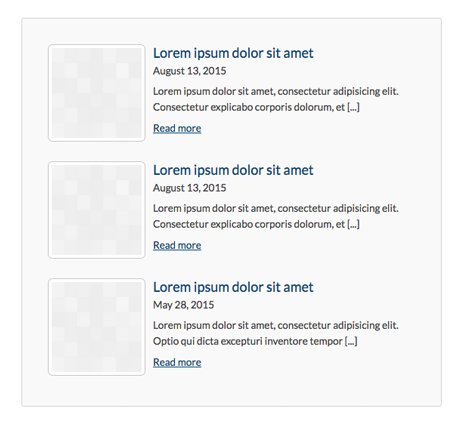 Lorem ipsum dolor sit amet
August 13, 2015
Lorem ipsum dolor sit amet, consectetur adipisicing elit.
Consectetur explicabo corporis dolorum, et [...]
Read more
Lorem ipsum dolor sit amet
August 13, 2015
Lorem ipsum dolor sit amet, consectetur adipisicing elit.
Consectetur explicabo corporis dolorum, et [...]
Read more
Lorem ipsum dolor sit amet
May 28, 2015
Lorem ipsum dolor sit amet, consectetur adipisicing elit.
Optio qui dicta excepturi inventore tempor [...]
Read more